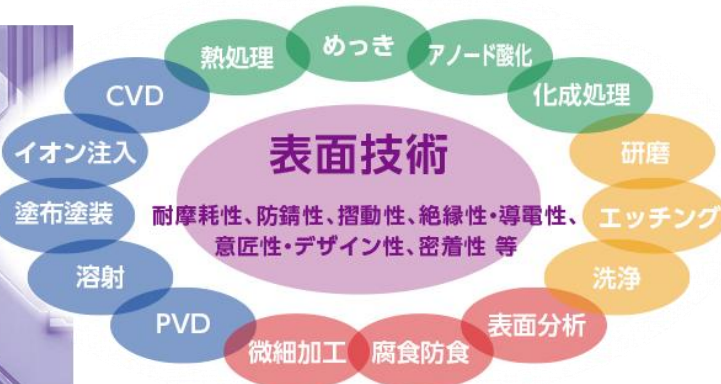 めっき
アノード酸化
化成処理
研磨
エッチング
洗浄
表面分析
腐食防食
微細加工
PVD
溶射
塗布塗装
イオン注入
CVD
熱処理
表面技術
耐摩耗性、防錆性、摺動性、絶縁性・導電性、
意匠性・デザイン性、密着性 等